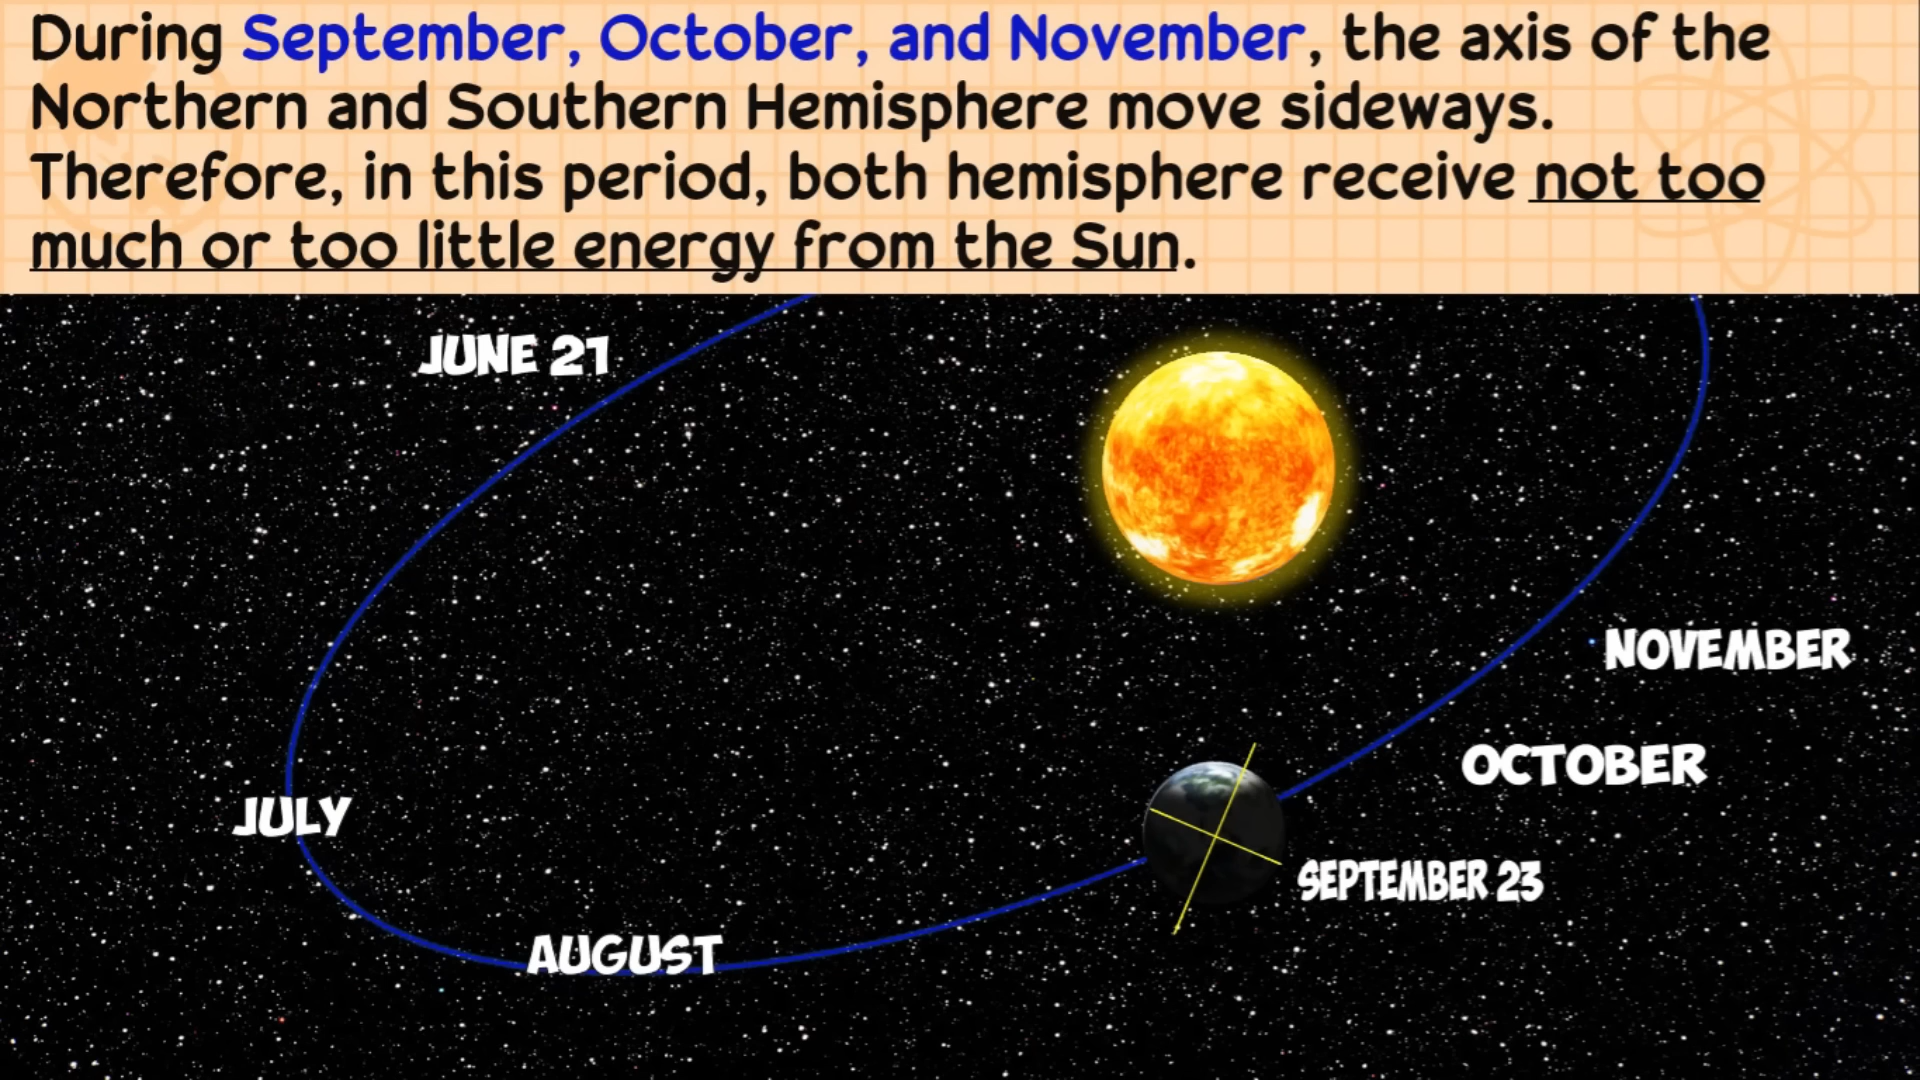 During September, October, and November, the axis of the
Northern and Southern Hemisphere move sideways.
Therefore, in this period, both hemisphere receive not too
much or too little energy from the Sun.
JUNE 21
NOVEMBER
OCTOBER
JULY
SEPTEMBER 23
AUGUST